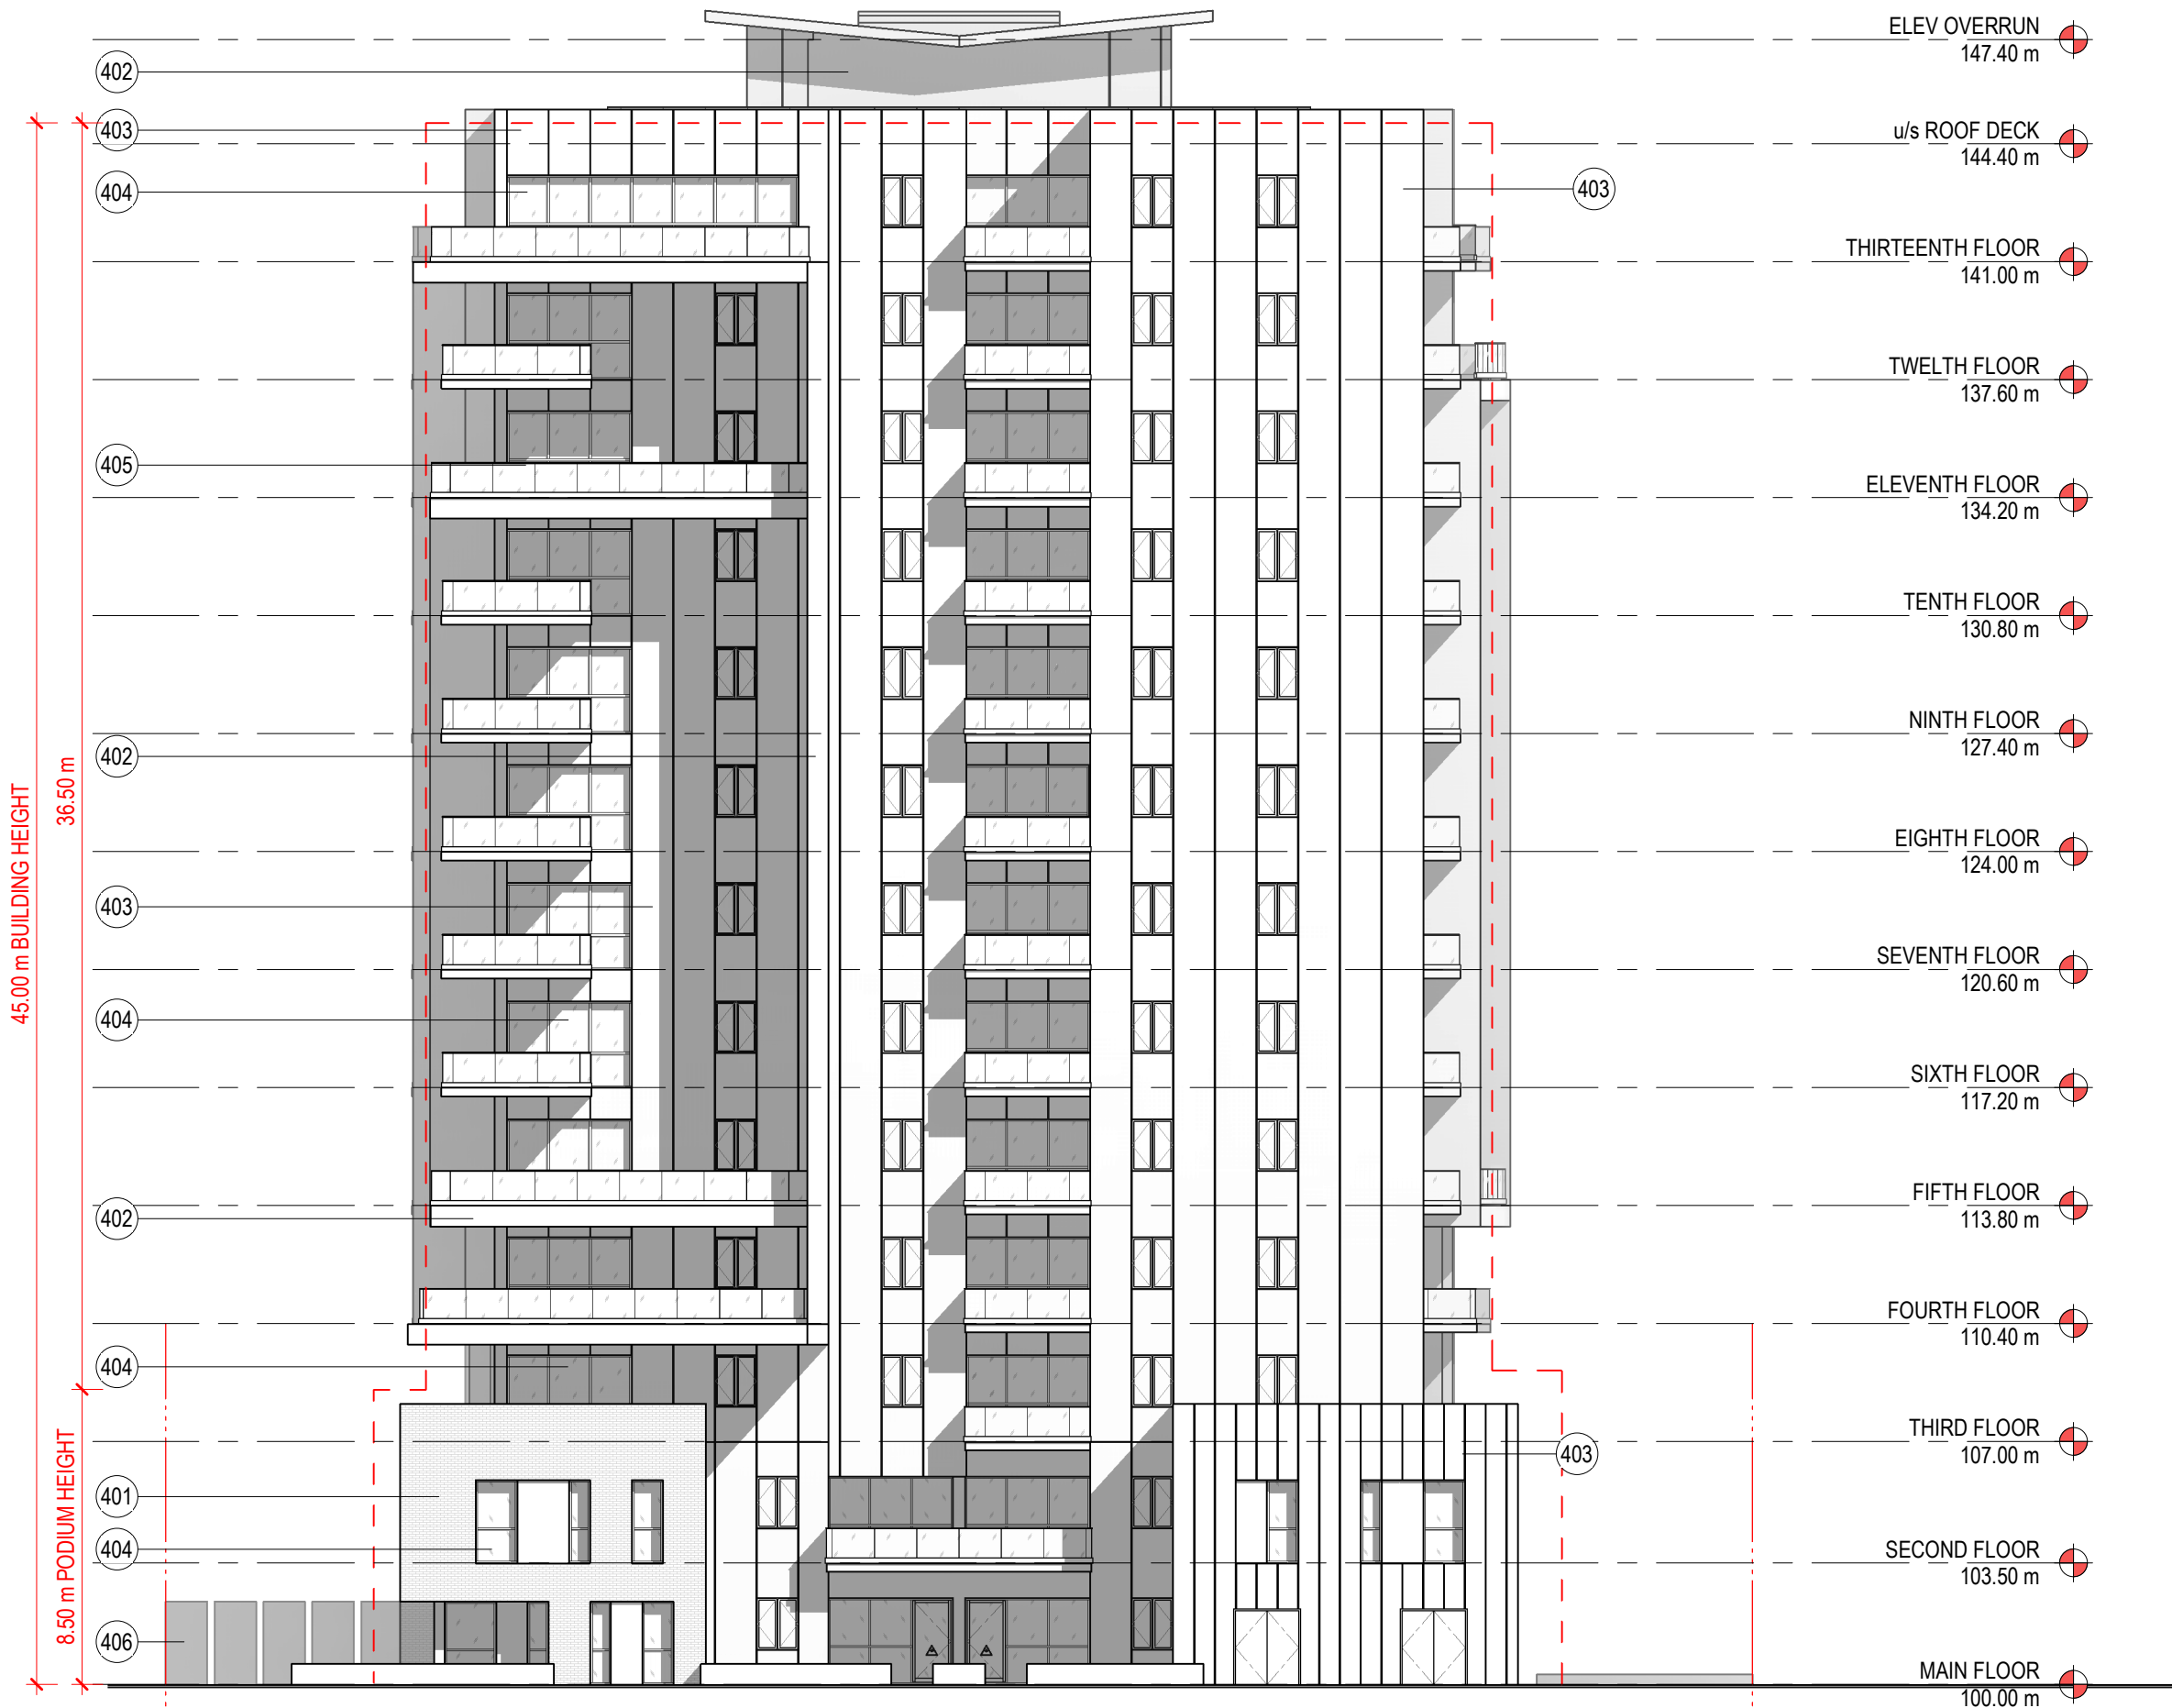 ELEV OVERRUN
147.40 m
402
403
u/s ROOF DECK
144.40 m
404
403
THIRTEENTH FLOOR
141.00 m
TWELTH FLOOR
137.60 m
405
ELEVENTH FLOOR
134.20 m
TENTH FLOOR
130.80 m
NINTH FLOOR
127.40 m
402
36.50 m
45.00 m BUILDING HEIGHT
EIGHTH FLOOR
124.00 m
403
SEVENTH FLOOR
120.60 m
404
SIXTH FLOOR
117.20 m
402
FIFTH FLOOR
113.80 m
FOURTH FLOOR
110.40 m
404
THIRD FLOOR
107.00 m
403
8.50 m PODIUM HEIGHT
401
404
SECOND FLOOR
103.50 m
406
MAIN FLOOR
100.00 m